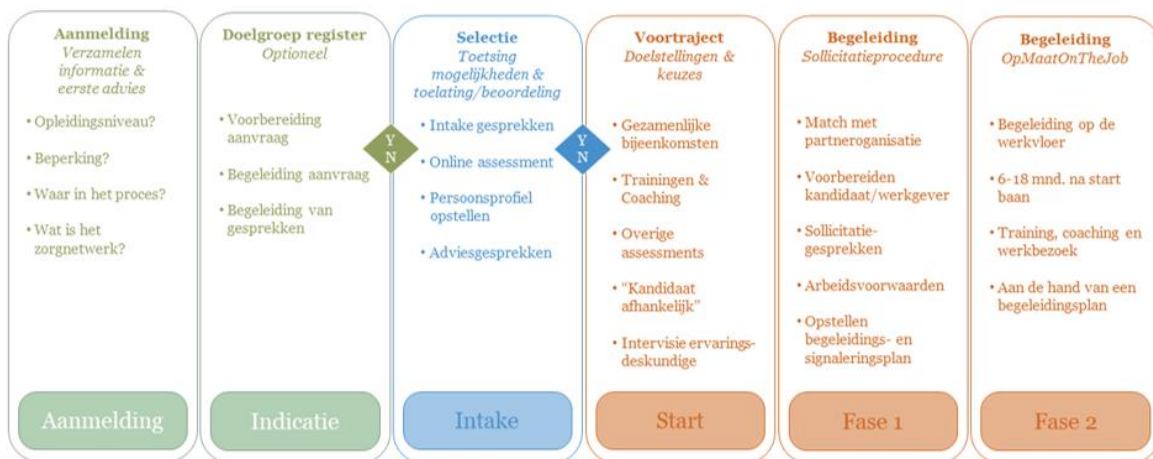 Aanmelding
Verzamelen
informatie &
eerste advies
• Opleidingsniveau?
• Beperking?
• Waar in het proces?
• Wat is het
zorgnetwerk?
Aanmelding
Doelgroep register
Optioneel
• Voorbereiding
aanvraag
• Begeleiding aanvraag
• Begeleiding van
gesprekken
Indicatie
Y
N
Selectie
Toetsing
mogelijkheden &
toelating/beoordeling
• Intake gesprekken
• Online assessment
• Persoonsprofiel
opstellen
• Adviesgesprekken
Intake
Y
N
Voortraject
Doelstellingen &
keuzes
• Gezamenlijke
bijeenkomsten
• Trainingen &
Coaching
• Overige
assessments
• "Kandidaat
afhankelijk"
• Intervisie ervarings-
deskundige
Start
Begeleiding
Sollicitatieprocedure
• Match met
partneroganisatie
• Voorbereiden
kandidaat/werkgever
• Sollicitatie-
gesprekken
• Arbeidsvoorwaarden
• Opstellen
begeleidings- en
signaleringsplan
Fase 1
Begeleiding
OpMaatOnTheJob
• Begeleiding op de
werkvloer
• 6-18 mnd. na start
baan
• Training, coaching en
werkbezoek
• Aan de hand van een
begeleidingsplan
Fase 2